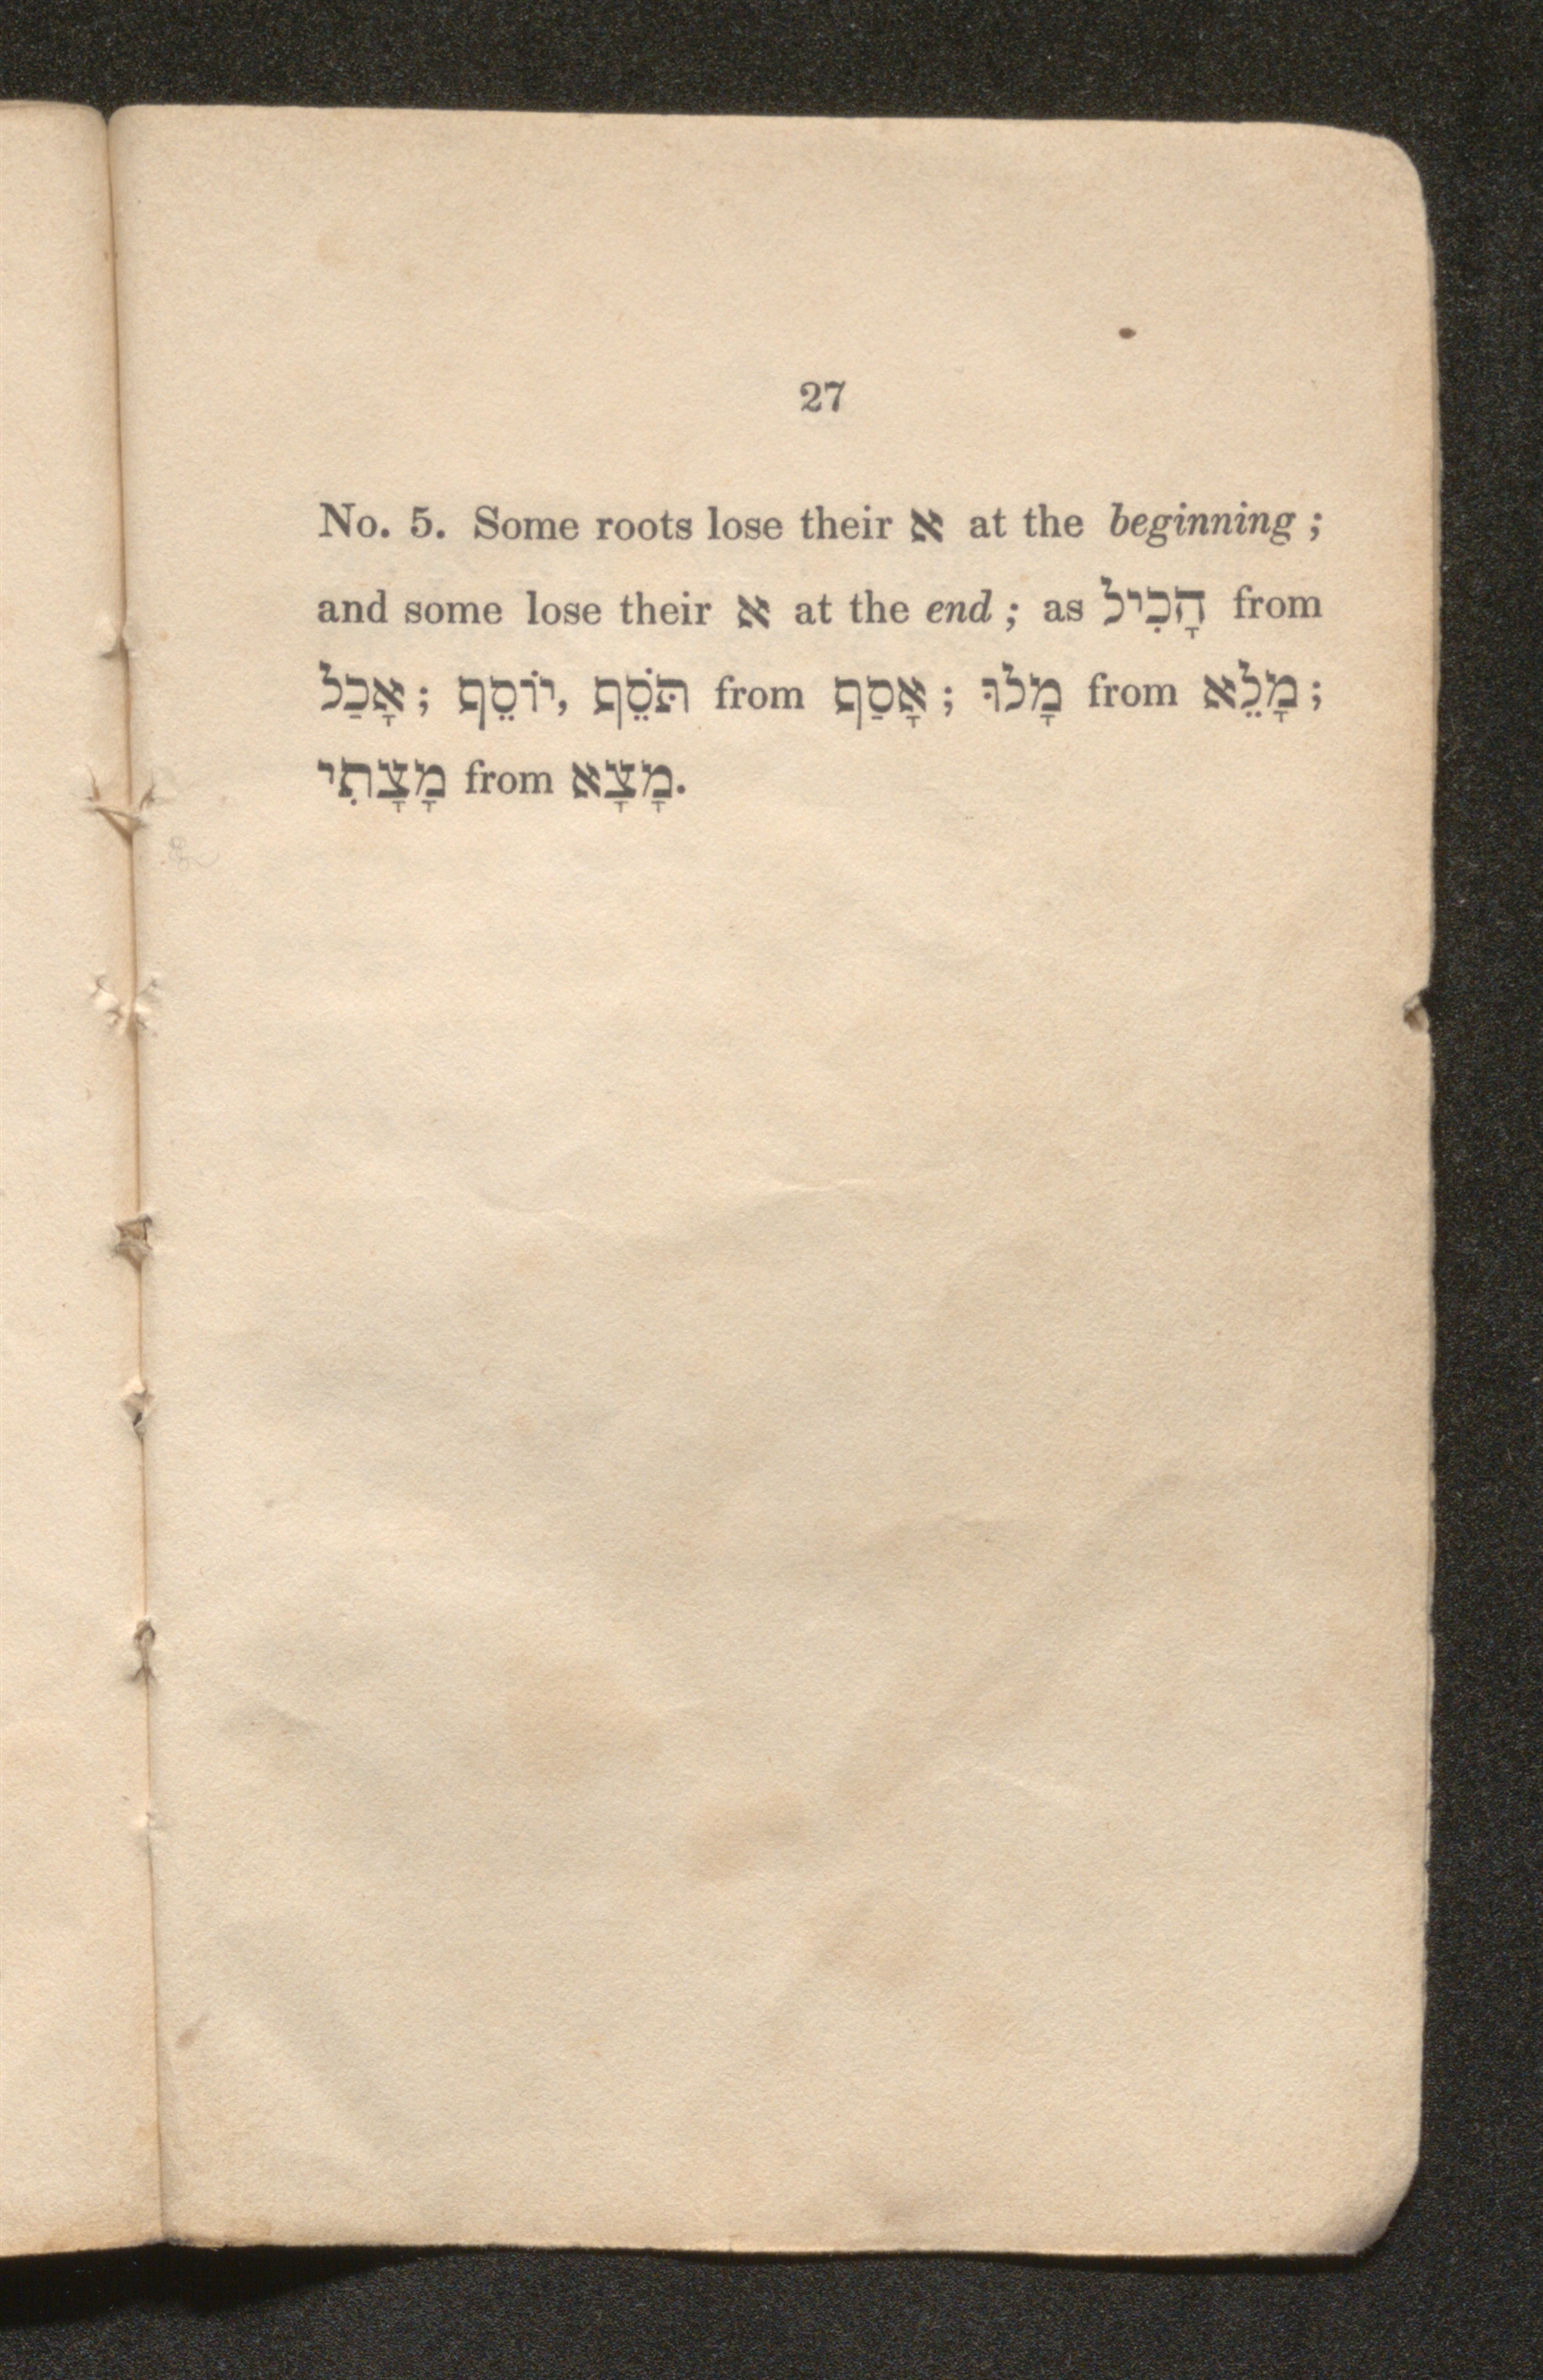 27
No. 5. Some roots lose their א at the beginning ;
and some lose their א at the end ; as הָכִיל from
אָכַל ; יוֹסֵף, תֹּסֵף from אָסַף ; מָלוּ from מָלֵא ;
מָצָתִי from מָצָא.